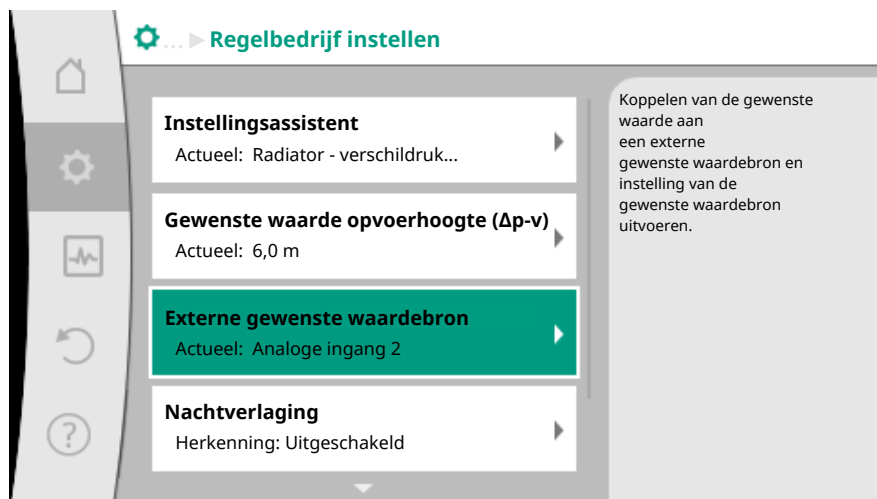 ... Regelbedrijf instellen
Instellingsassistent
Actueel: Radiator - verschildruk...
Gewenste waarde opvoerhoogte (Δp-v)
Actueel: 6,0 m
Externe gewenste waardebron
Actueel: Analoge ingang 2
Nachtverlaging
Herkenning: Uitgeschakeld
Koppelen van de gewenste
waarde aan
een externe
gewenste waardebron en
instelling van de
gewenste waardebron
uitvoeren.
?